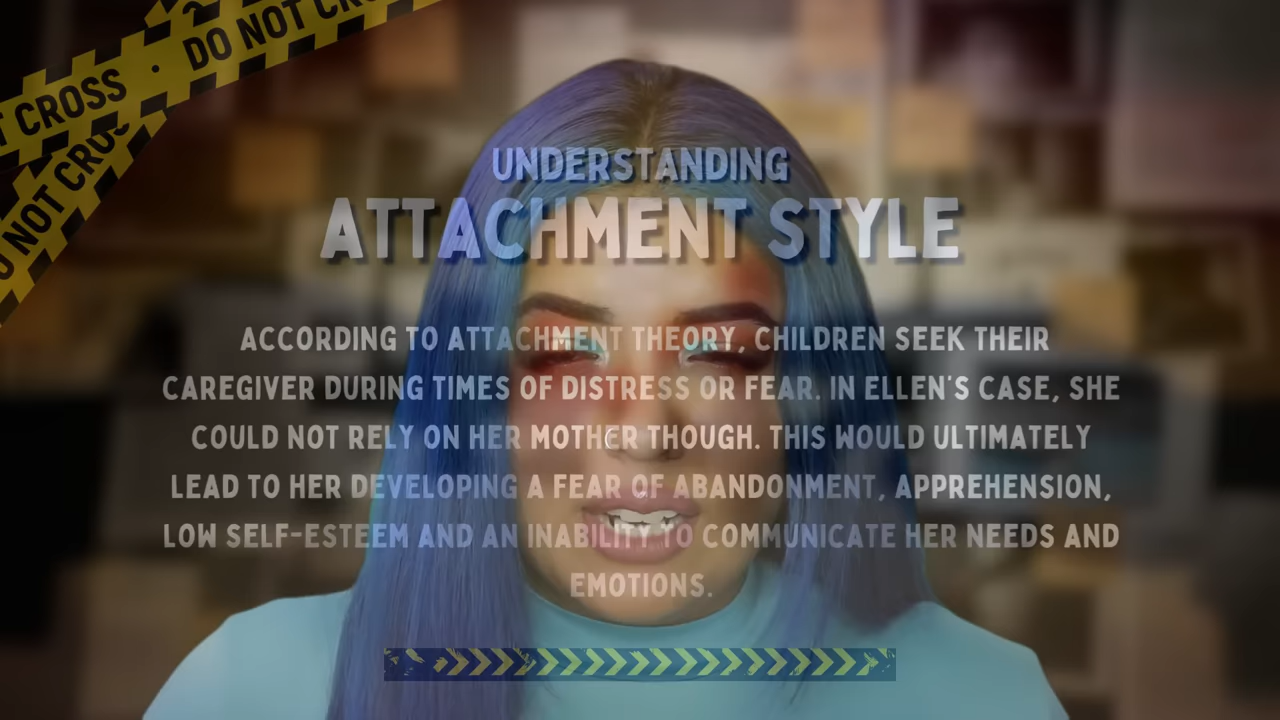 DO NOT CRO
T CROSS
O NOT CROSS
UNDERSTANDING
ATTACHMENT STYLE
ACCORDING TO ATTACHMENT THEORY, CHILDREN SEEK THEIR
CAREGIVER DURING TIMES OF DISTRESS OR FEAR. IN ELLEN'S CASE, SHE
COULD NOT RELY ON HER MOTHER THOUGH. THIS WOULD ULTIMATELY
LEAD TO HER DEVELOPING A FEAR OF ABANDONMENT, APPREHENSION,
LOW SELF-ESTEEM AND AN INABILITY TO COMMUNICATE HER NEEDS AND
EMOTIONS.